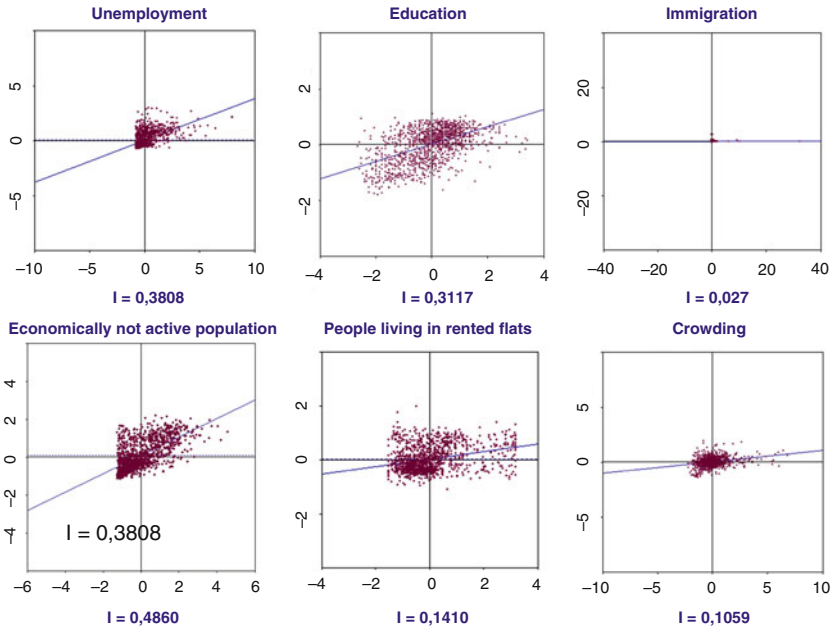 Unemployment
5
0
−5
−10 −5 0 5 10
I = 0,3808
Education
2
0
−2
−4 −2 0 2 4
I = 0,3117
Immigration
20
0
−20
−40 −20 0 20 40
I = 0,027
Economically not active population
4
2
0
−2
−4
I = 0,3808
−6 −4 −2 0 2 4 6
I = 0,4860
People living in rented flats
2
0
−2
−4 −2 0 2 4
I = 0,1410
Crowding
5
0
−5
−10 −5 0 5 10
I = 0,1059